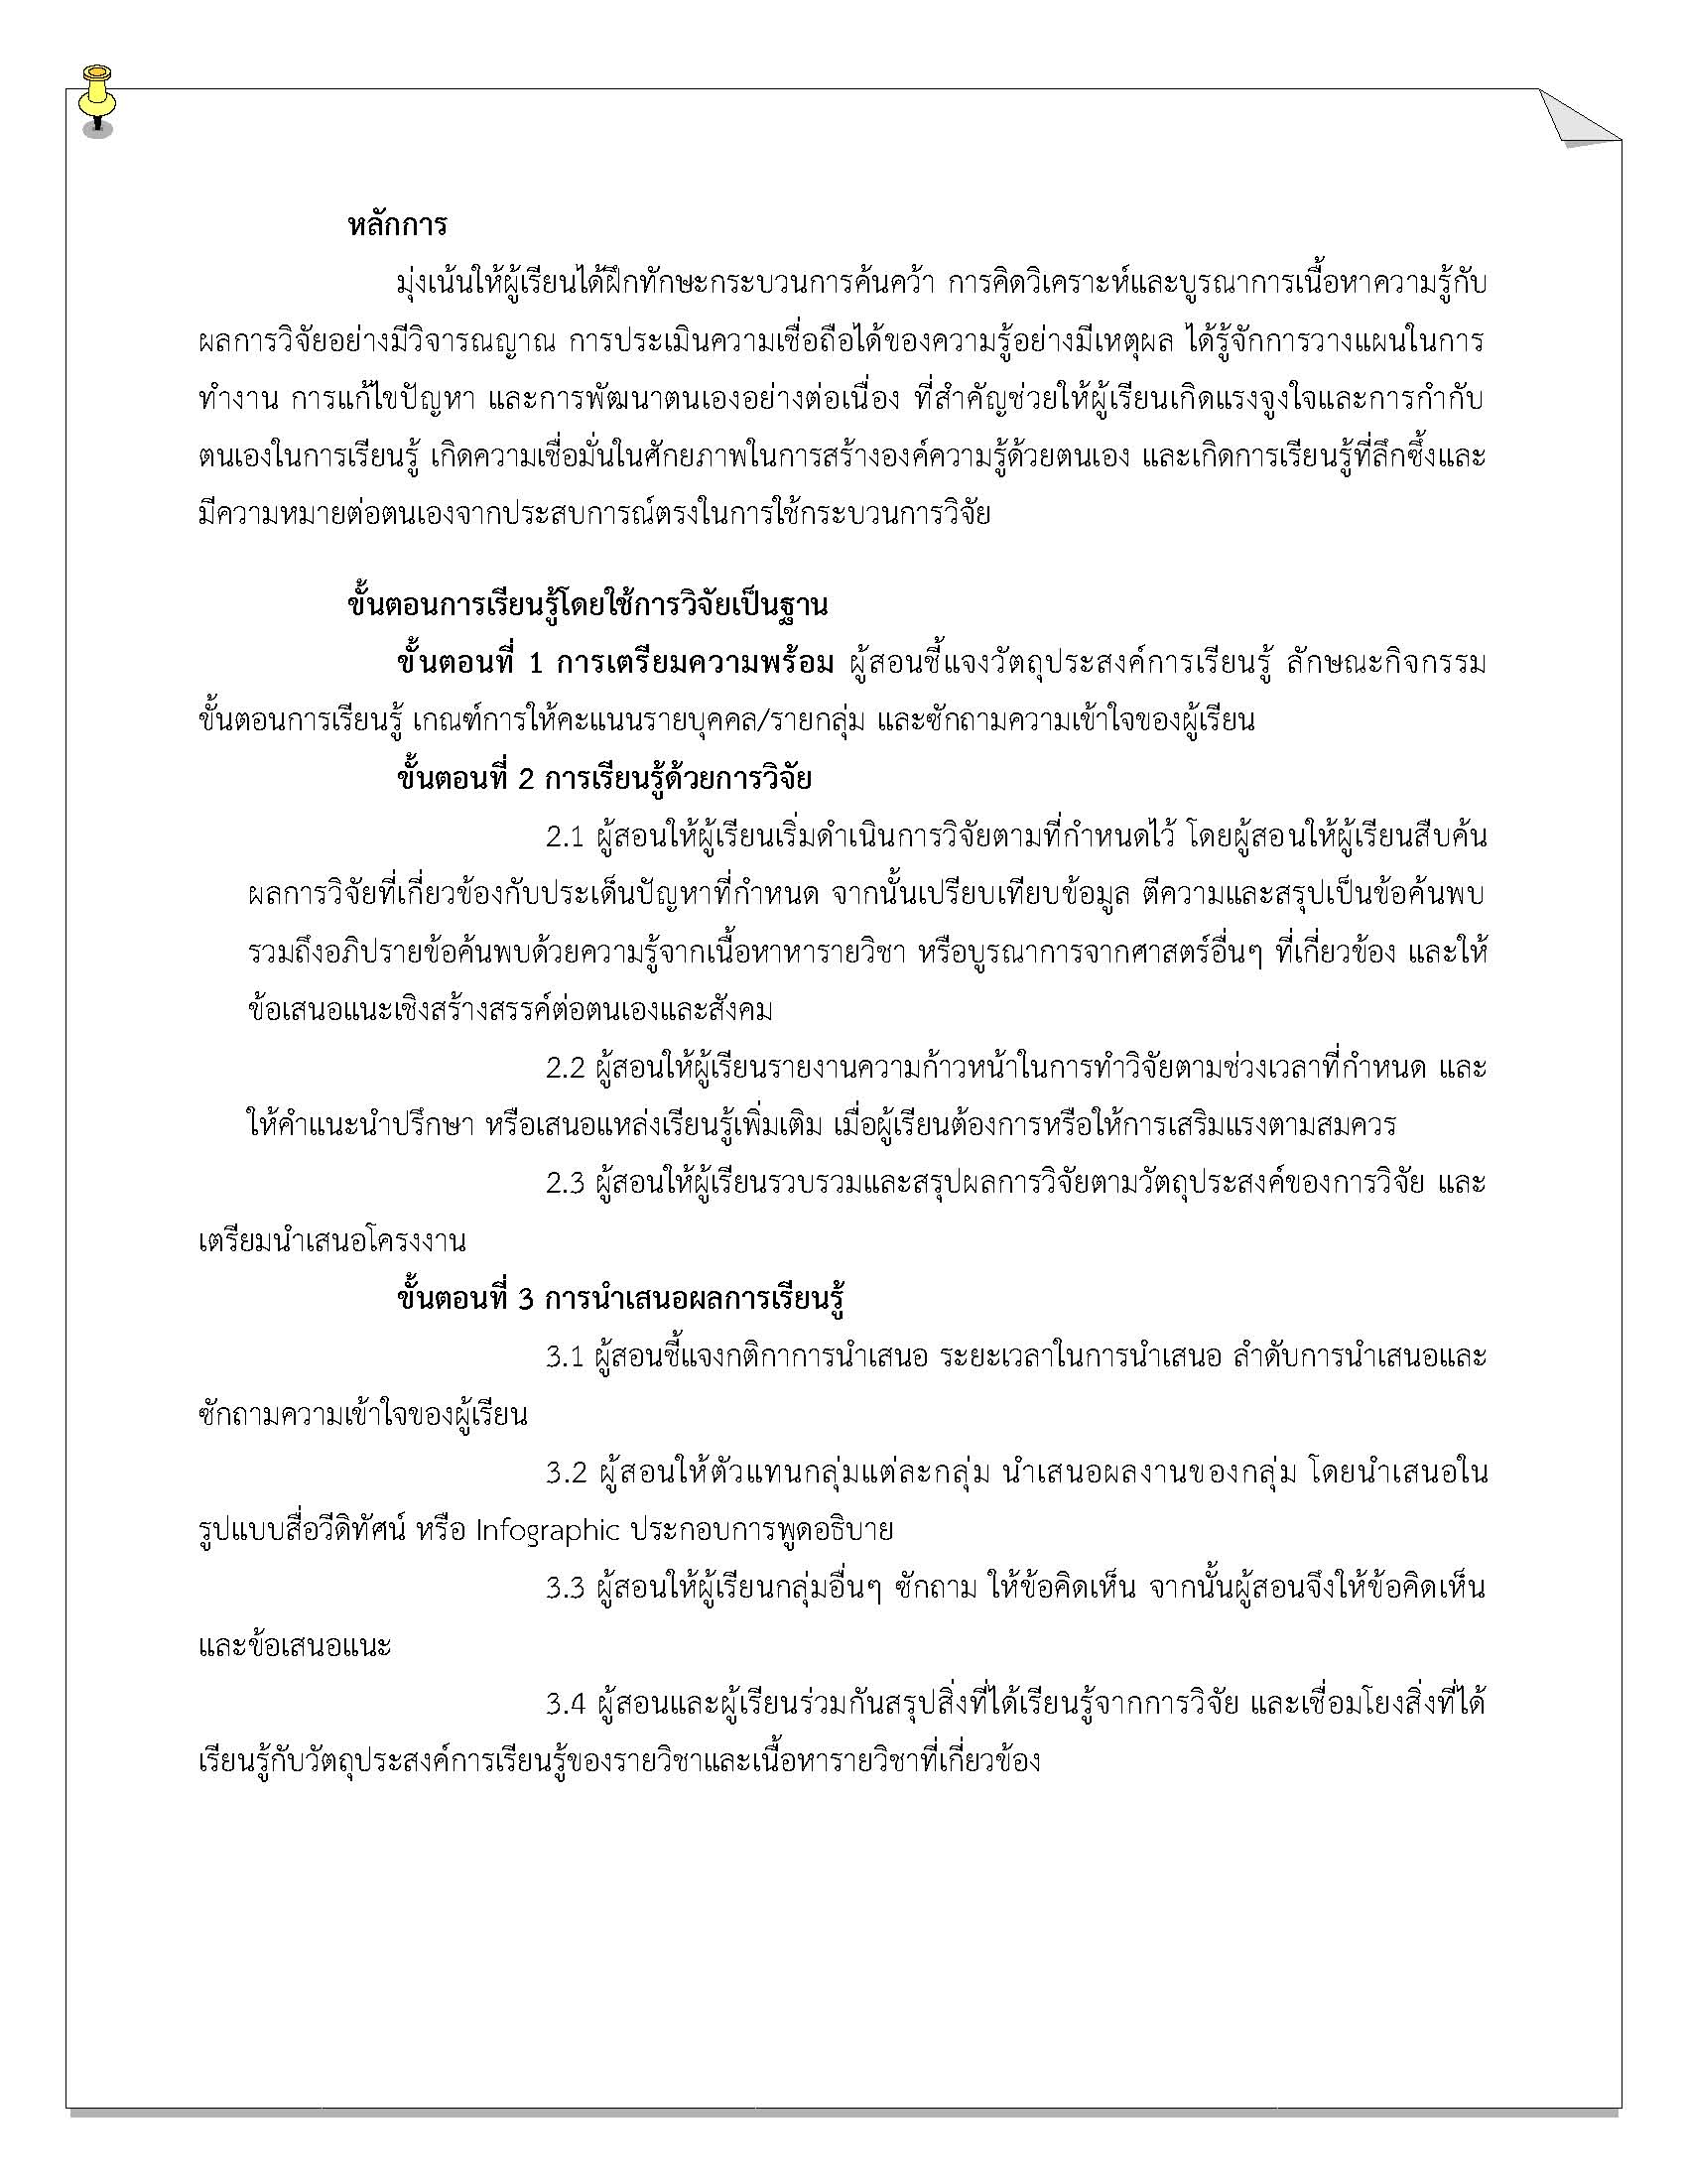 หลักการ
มุ่งเน้นให้ผู้เรียนได้ฝึกทักษะกระบวนการค้นคว้า การคิดวิเคราะห์และบูรณาการเนื้อหาความรู้กับ
ผลการวิจัยอย่างมีวิจารณญาณ การประเมินความเชื่อถือได้ของความรู้อย่างมีเหตุผล ได้รู้จักการวางแผนในการ
ทำงาน การแก้ไขปัญหา และการพัฒนาตนเองอย่างต่อเนื่อง ที่สำคัญช่วยให้ผู้เรียนเกิดแรงจูงใจและการกำกับ
ตนเองในการเรียนรู้ เกิดความเชื่อมั่นในศักยภาพในการสร้างองค์ความรู้ด้วยตนเอง และเกิดการเรียนรู้ที่ลึกซึ้งและ
มีความหมายต่อตนเองจากประสบการณ์ตรงในการใช้กระบวนการวิจัย
ขั้นตอนการเรียนรู้โดยใช้การวิจัยเป็นฐาน
ขั้นตอนที่ 1 การเตรียมความพร้อม ผู้สอนชี้แจงวัตถุประสงค์การเรียนรู้ ลักษณะกิจกรรม
ขั้นตอนการเรียนรู้ เกณฑ์การให้คะแนนรายบุคคล/รายกลุ่ม และซักถามความเข้าใจของผู้เรียน
ขั้นตอนที่ 2 การเรียนรู้ด้วยการวิจัย
2.1 ผู้สอนให้ผู้เรียนเริ่มดำเนินการวิจัยตามที่กำหนดไว้ โดยผู้สอนให้ผู้เรียนสืบค้น
ผลการวิจัยที่เกี่ยวข้องกับประเด็นปัญหาที่กำหนด จากนั้นเปรียบเทียบข้อมูล ตีความและสรุปเป็นข้อค้นพบ
รวมถึงอภิปรายข้อค้นพบด้วยความรู้จากเนื้อหาหารายวิชา หรือบูรณาการจากศาสตร์อื่นๆ ที่เกี่ยวข้อง และให้
ข้อเสนอแนะเชิงสร้างสรรค์ต่อตนเองและสังคม
2.2 ผู้สอนให้ผู้เรียนรายงานความก้าวหน้าในการทำวิจัยตามช่วงเวลาที่กำหนด และ
ให้คำแนะนำปรึกษา หรือเสนอแหล่งเรียนรู้เพิ่มเติม เมื่อผู้เรียนต้องการหรือให้การเสริมแรงตามสมควร
2.3 ผู้สอนให้ผู้เรียนรวบรวมและสรุปผลการวิจัยตามวัตถุประสงค์ของการวิจัย และ
เตรียมนำเสนอโครงงาน
ขั้นตอนที่ 3 การนำเสนอผลการเรียนรู้
3.1 ผู้สอนชี้แจงกติกาการนำเสนอ ระยะเวลาในการนำเสนอ ลำดับการนำเสนอและ
ซักถามความเข้าใจของผู้เรียน
3.2 ผู้สอนให้ตัวแทนกลุ่มแต่ละกลุ่ม นำเสนอผลงานของกลุ่ม โดยนำเสนอใน
รูปแบบสื่อวีดิทัศน์ หรือ Infographic ประกอบการพูดอธิบาย
3.3 ผู้สอนให้ผู้เรียนกลุ่มอื่นๆ ซักถาม ให้ข้อคิดเห็น จากนั้นผู้สอนจึงให้ข้อคิดเห็น
และข้อเสนอแนะ
3.4 ผู้สอนและผู้เรียนร่วมกันสรุปสิ่งที่ได้เรียนรู้จากการวิจัย และเชื่อมโยงสิ่งที่ได้
เรียนรู้กับวัตถุประสงค์การเรียนรู้ของรายวิชาและเนื้อหารายวิชาที่เกี่ยวข้อง